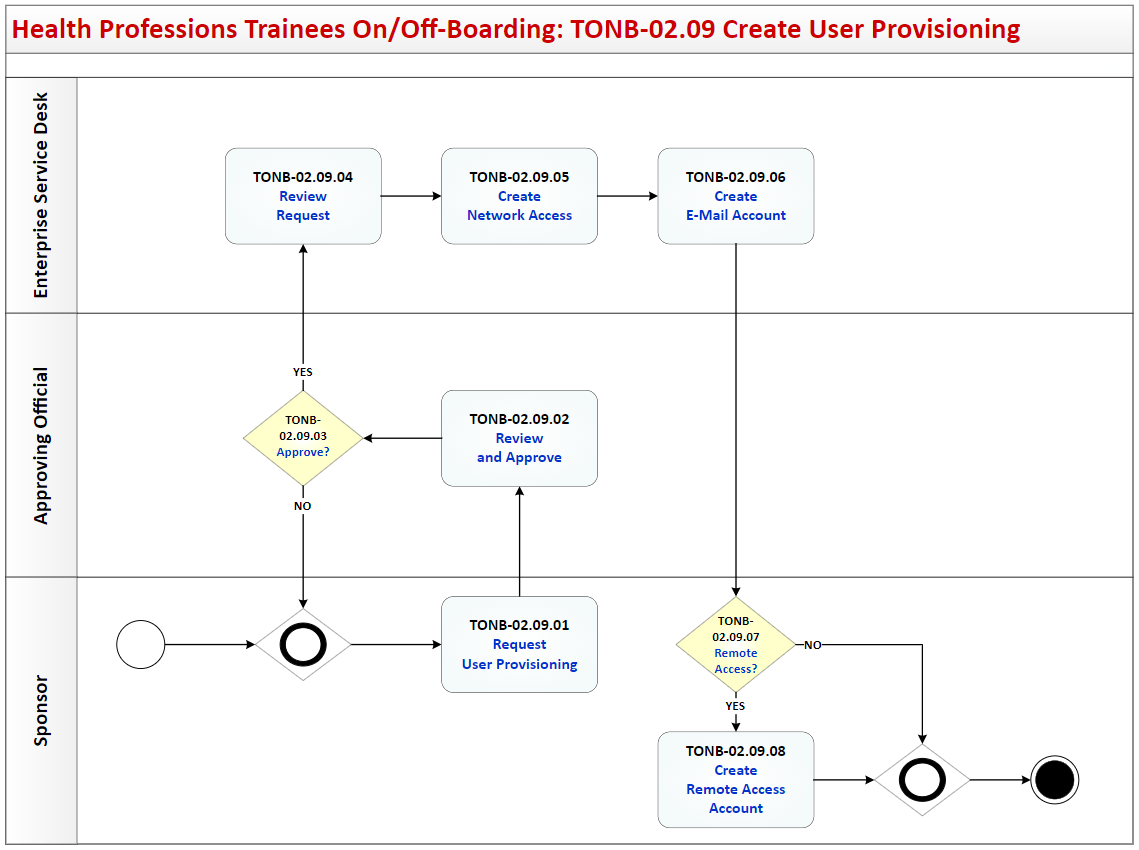 Health Professions Trainees On/Off-Boarding: TONB-02.09 Create User Provisioning
Enterprise Service Desk
TONB-02.09.04
Review
Request
TONB-02.09.05
Create
Network Access
TONB-02.09.06
Create
E-Mail Account
Approving Official
YES
TONB-
02.09.03
Approve?
NO
TONB-02.09.02
Review
and Approve
Sponsor
TONB-02.09.01
Request
User Provisioning
TONB-
02.09.07
Remote
Access?
NO
YES
TONB-02.09.08
Create
Remote Access
Account